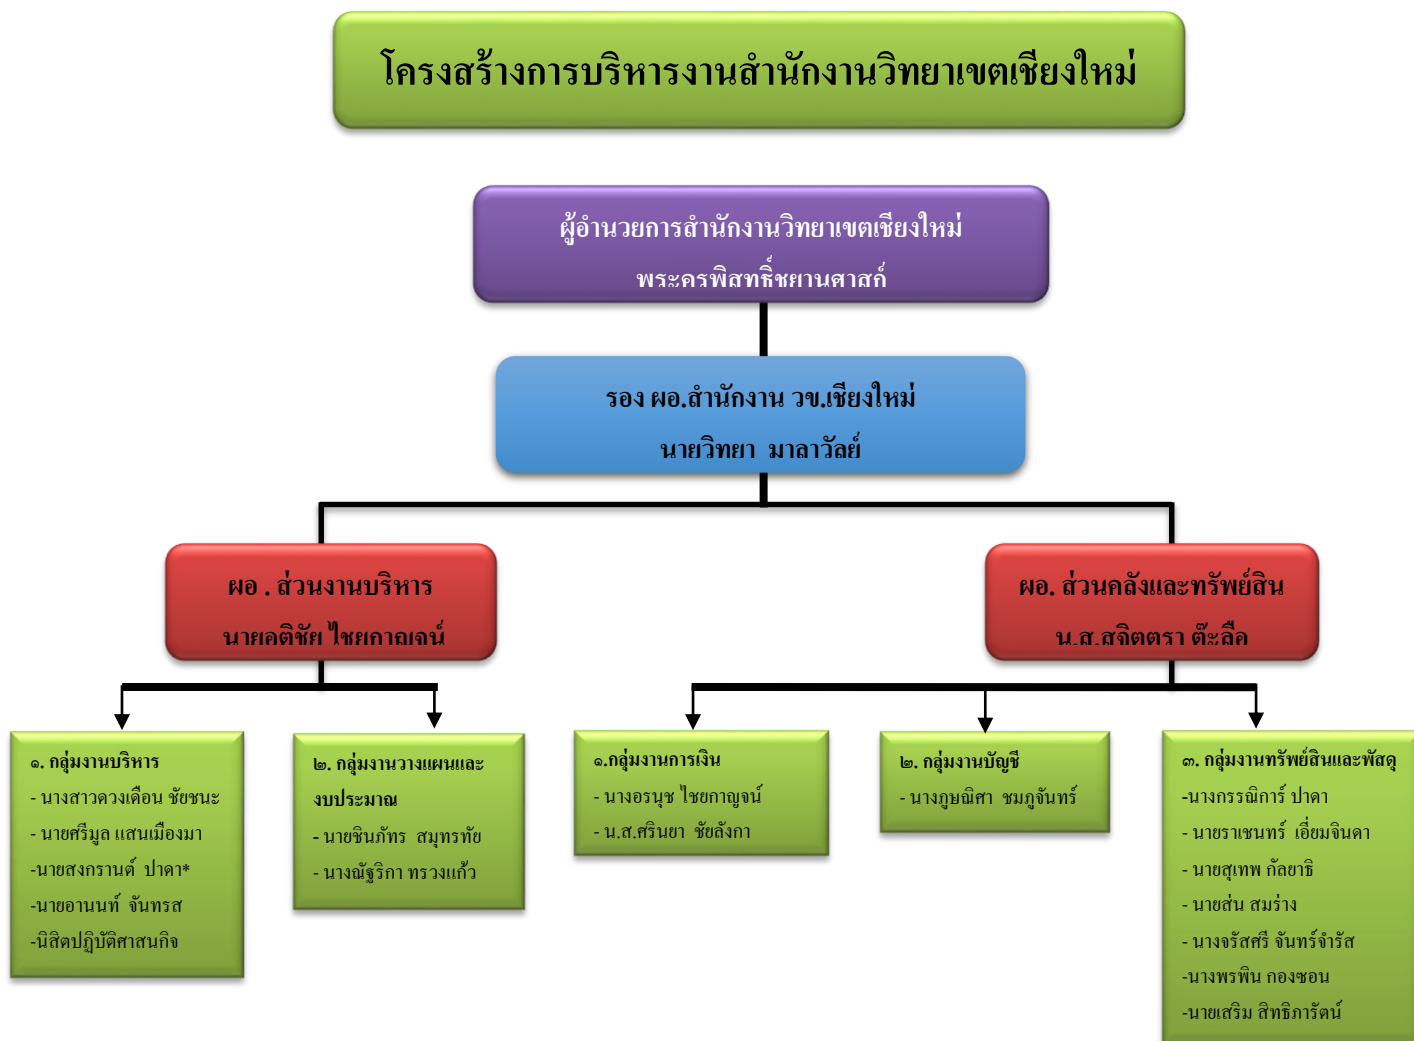 โครงสร้างการบริหารงานสำนักงานวิทยาเขตเชียงใหม่
ผู้อำนวยการสำนักงานวิทยาเขตเชียงใหม่
พระครพิสทธิ์ชยานศาสก์
รอง ผอ.สำนักงาน วข.เชียงใหม่
นายวิทยา มาลาวัลย์
ผอ . ส่วนงานบริหาร
นายคติชัย ไชยกาญจน์
ผอ. ส่วนคลังและทรัพย์สิน
น.ส.สจิตตรา ต๊ะลือ
๑. กลุ่มงานบริหาร
- นางสาวดวงเดือน ชัยชนะ
- นายศรีมูล แสนเมืองมา
-นายสงกรานต์ ปาดา*
-นายอานนท์ จันทรส
-นิสิตปฏิบัติศาสนกิจ
๒. กลุ่มงานวางแผนและ
งบประมาณ
- นายชินภัทร สมุทรทัย
- นางณัฐริกา ทรวงแก้ว
๑.กลุ่มงานการเงิน
- นางอรนุช ไชยกาญจน์
- น.ส.ศรินยา ชัยลังกา
๒. กลุ่มงานบัญชี
- นางภูษณิศา ชมภูจันทร์
๓. กลุ่มงานทรัพย์สินและพัสดุ
-นางกรรณิการ์ ปาดา
- นายราเชนทร์ เอี่ยมจินดา
- นายสุเทพ กัลยาธิ
- นายส่น สมร่าง
- นางจรัสศรี จันทร์จำรัส
-นางพรพิน กองซอน
-นายเสริม สิทธิภารัตน์